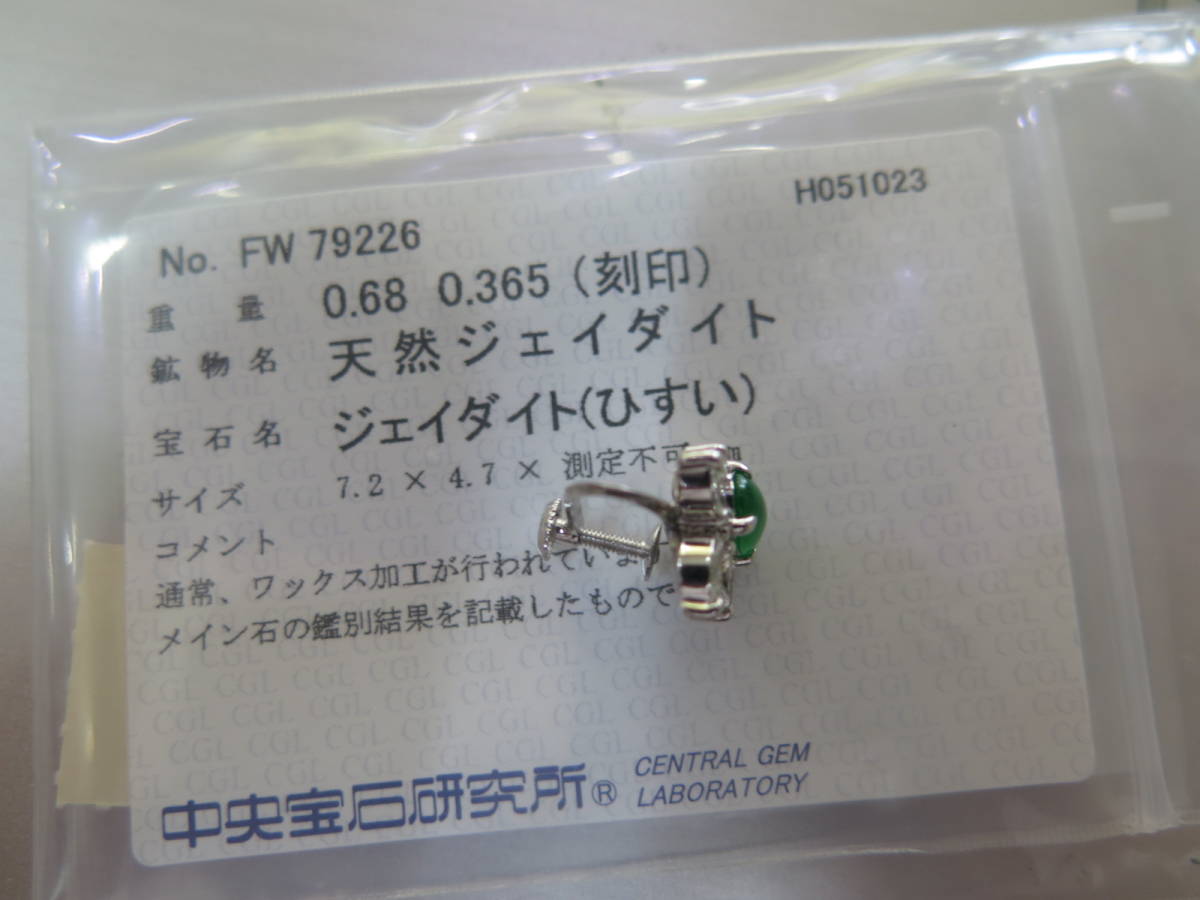 H051023
No. FW 79226
重量 0.68 0.365 (刻印)
鉱物名 天然ジェイダイト
宝石名 ジェイダイト(ひすい)
サイズ 7.2 × 4.7 × 測定不可
コメント
通常、ワックス加工が行われていま
メイン石の鑑別結果を記載したもので
中央宝石研究所® CENTRAL GEM
LABORATORY